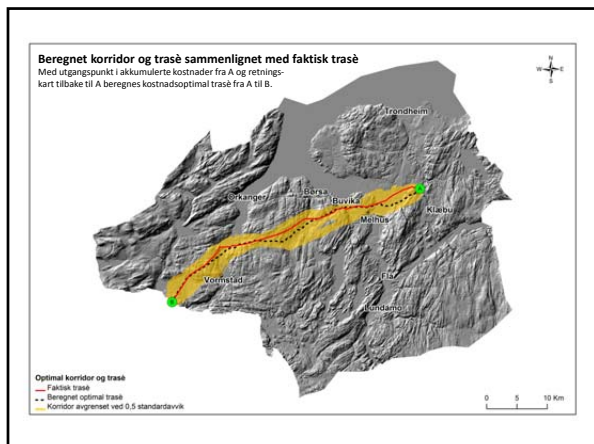 Beregnet korridor og trasè sammenlignet med faktisk trasè
Med utgangspunkt i akkumulerte kostnader fra A og retnings-
kart tilbake til A beregnes kostnadsoptimal trasè fra A til B.
N
W E
S
Trondheim
Orkanger
Børsa
Buvika
Klæbu
Melhus
Flå
Vormstad
Lundamo
Optimal korridor og trasè
Faktisk trasè
Beregnet optimal trasè
Korridor avgrenset ved 0,5 standardavvik
0 5 10 Km